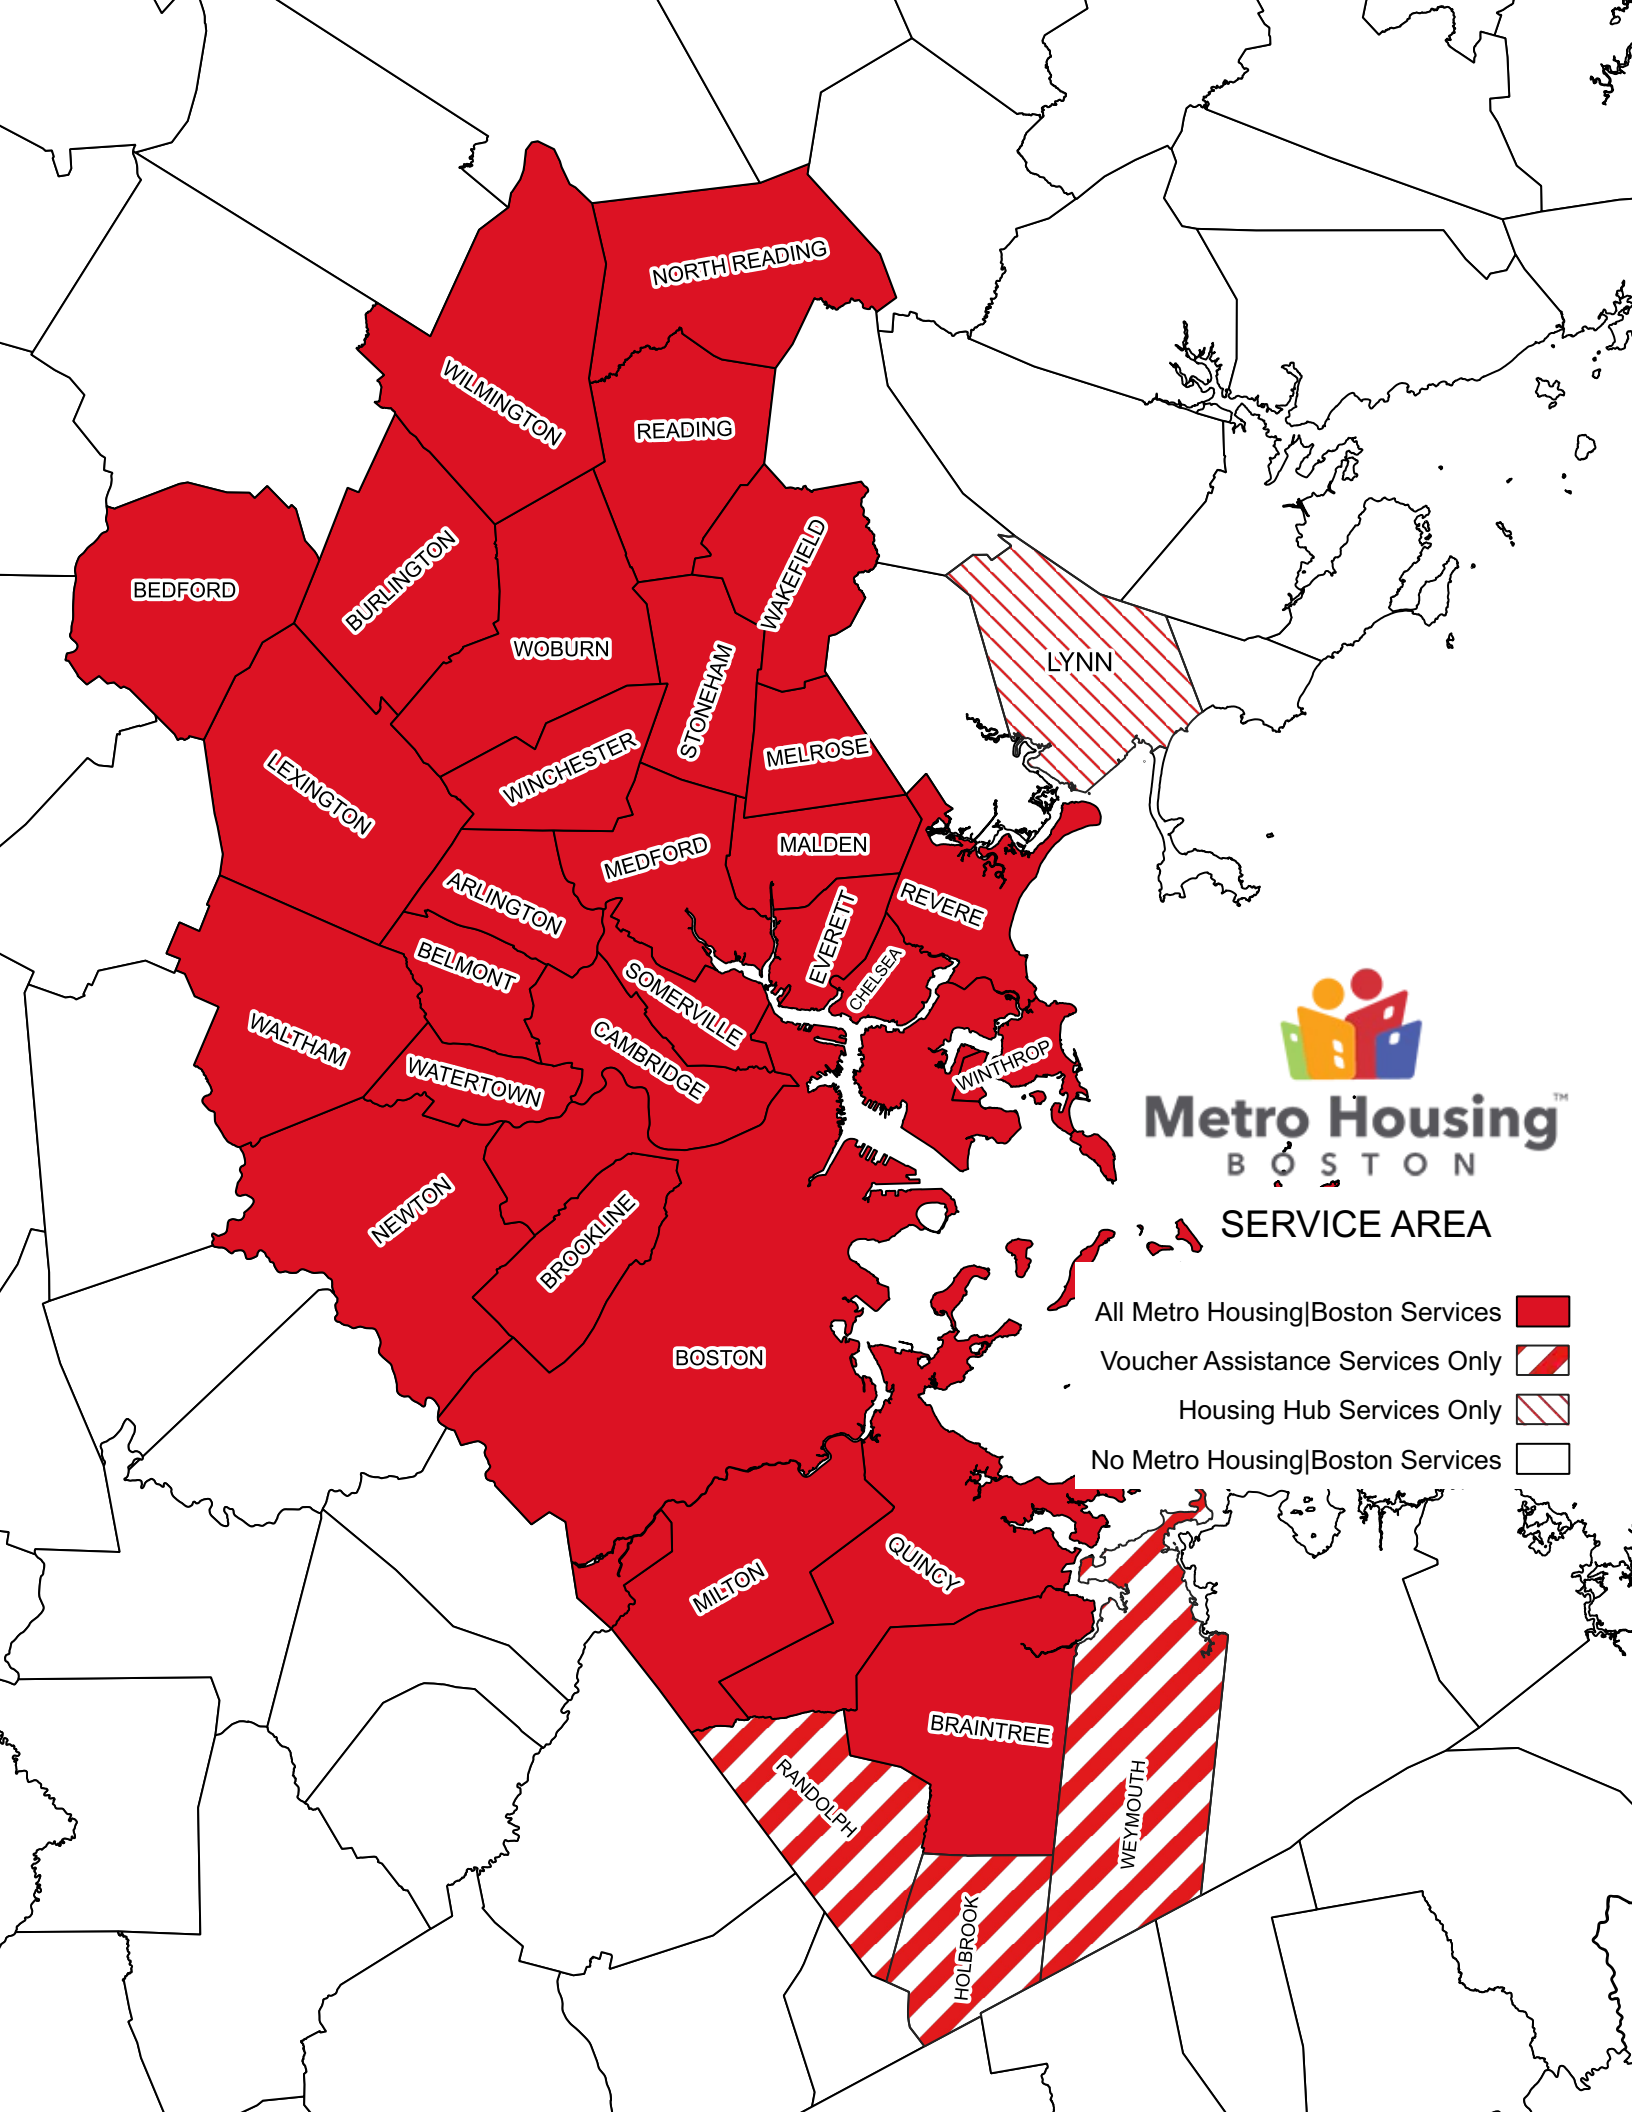 NORTH READING
WILMINGTON
READING
BEDFORD
BURLINGTON
WAKEFIELD
WOBURN
LYNN
STONEHAM
WINCHESTER
MELROSE
LEXINGTON
MEDFORD
MALDEN
ARLINGTON
REVERE
EVERETT
BELMONT
CHELSEA
SOMERVILLE
WALTHAM
CAMBRIDGE
WINTHROP
WATERTOWN
NEWTON
BROOKLINE
BOSTON
Metro Housing™
BOSTON
SERVICE AREA
All Metro Housing|Boston Services
Voucher Assistance Services Only
Housing Hub Services Only
No Metro Housing|Boston Services
MILTON
QUINCY
BRAINTREE
RANDOLPH
WEYMOUTH
HOLBROOK